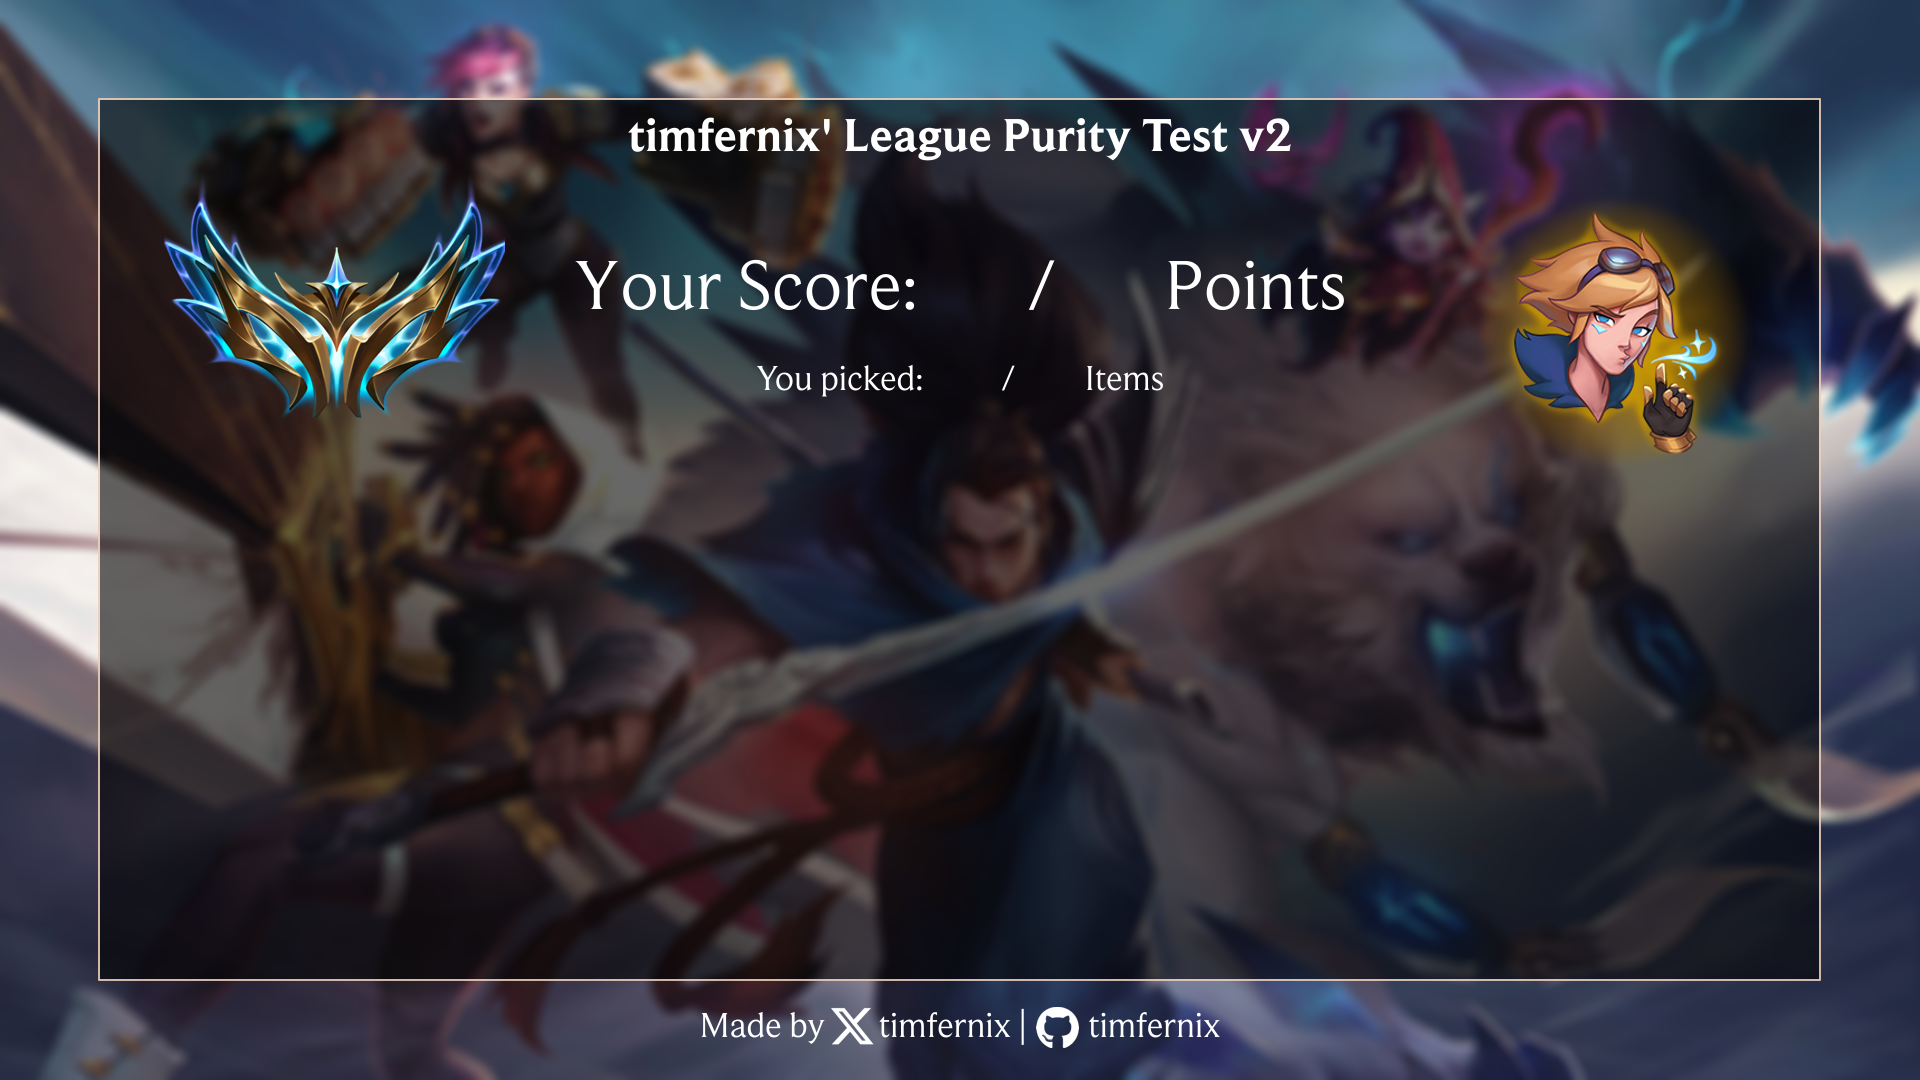 timfernix' League Purity Test v2
Your Score: / Points
You picked: / Items
Made by timfernix | timfernix